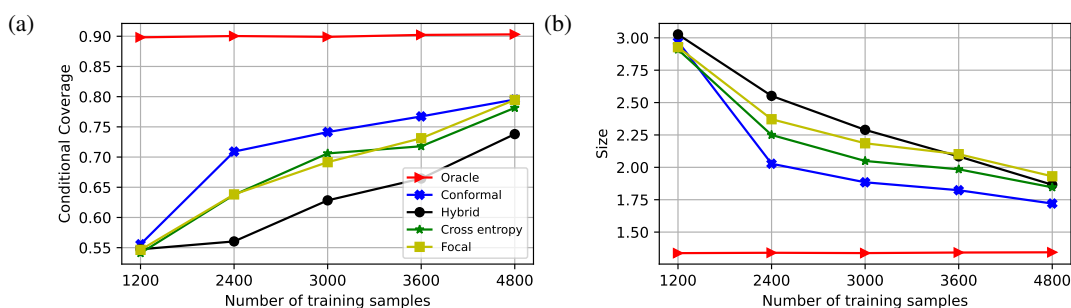 (a)
Conditional Coverage
0.90
0.85
0.80
0.75
0.70
0.65
0.60
0.55
1200
2400
3000
3600
4800
Number of training samples
Oracle
Conformal
Hybrid
Cross entropy
Focal
(b)
Size
3.00
2.75
2.50
2.25
2.00
1.75
1.50
1200
2400
3000
3600
4800
Number of training samples